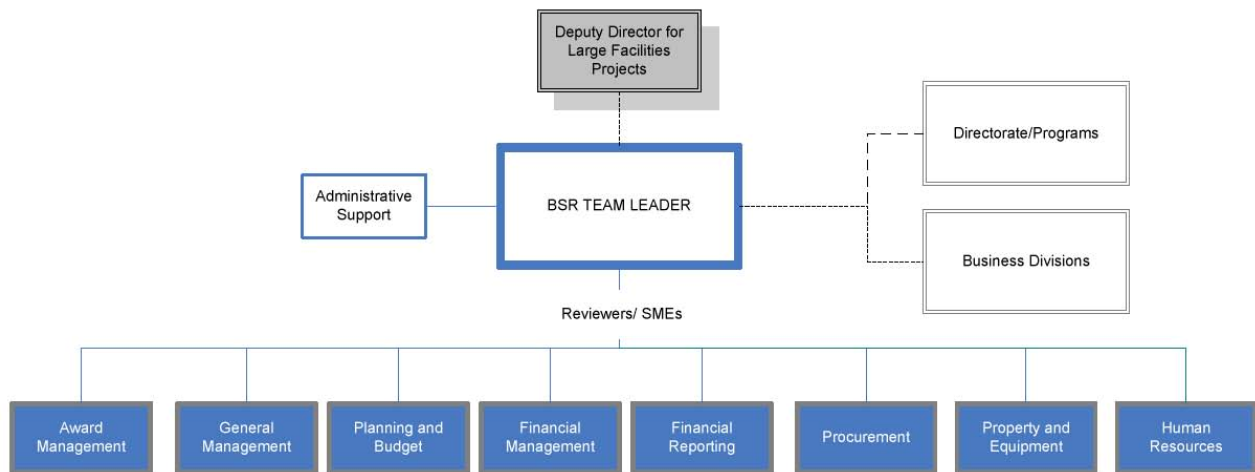 Deputy Director for
Large Facilities
Projects
Directorate/Programs
Administrative
Support
BSR TEAM LEADER
Business Divisions
Reviewers/ SMEs
Award
Management
General
Management
Planning and
Budget
Financial
Management
Financial
Reporting
Procurement
Property and
Equipment
Human
Resources